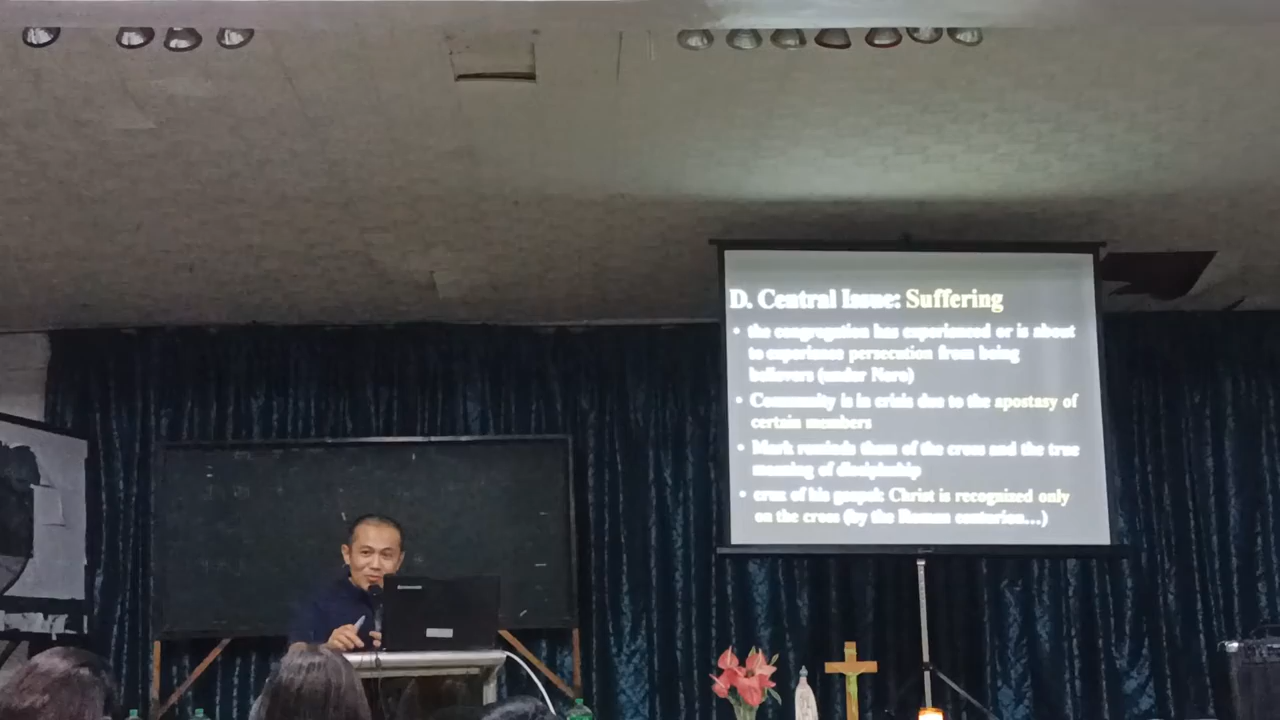 D. Central Issue: Suffering
• the congregation has experienced or is about
to experience persecution from being
believers (under Nero)
• Community is in crisis due to the apostasy of
certain members
• Mark reminds them of the cross and the true
meaning of discipleship
• crux of his gospel: Christ is recognized only
on the cross (by the Roman centurion...)